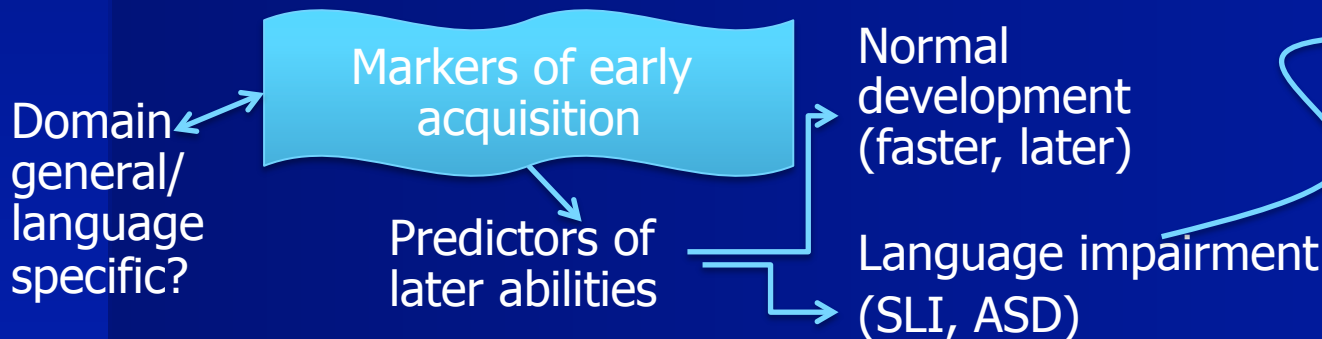 Markers of early
acquisition
Domain
general/
language
specific?
Predictors of
later abilities
Normal
development
(faster, later)
Language impairment
(SLI, ASD)